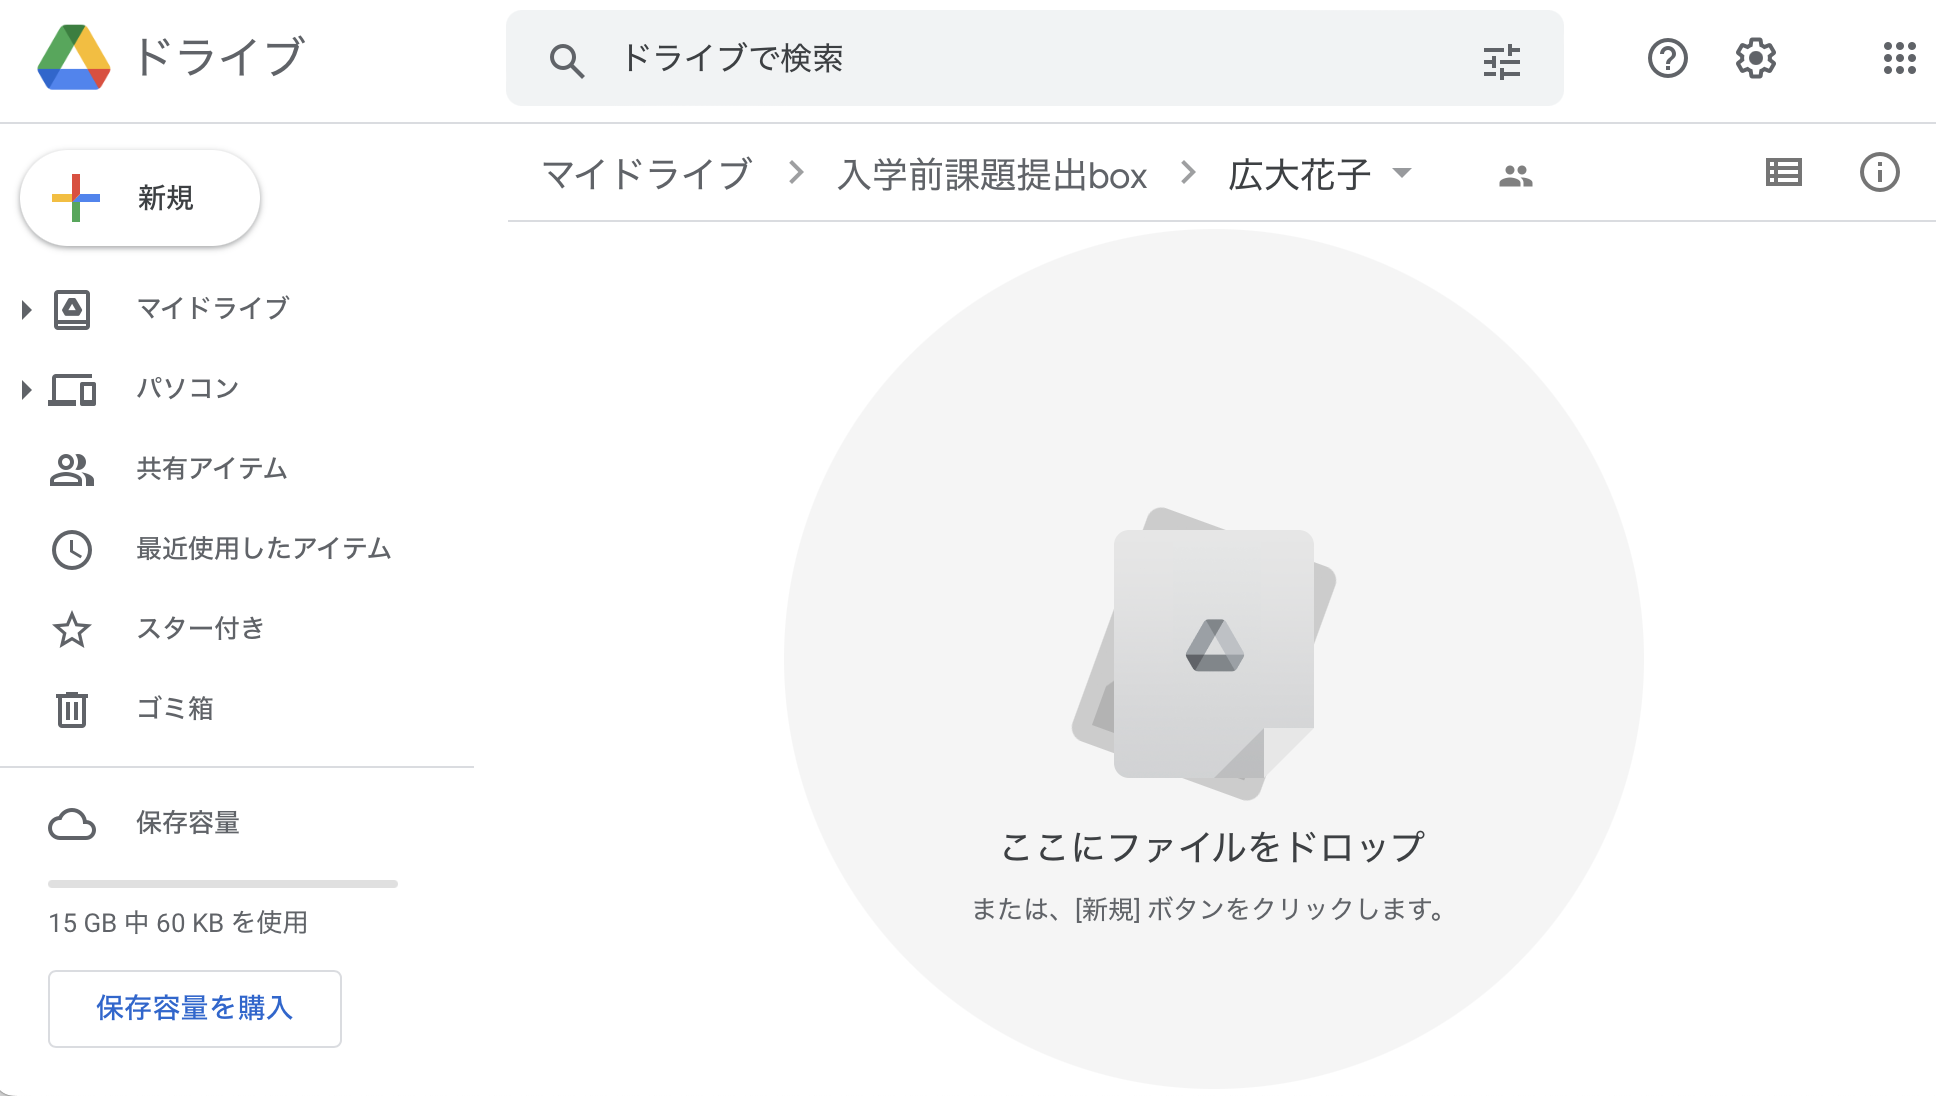 ドライブ
ドライブで検索
新規
マイドライブ
入学前課題提出box
広大花子
マイドライブ
パソコン
共有アイテム
最近使用したアイテム
スター付き
ゴミ箱
保存容量
15 GB 中 60 KB を使用
保存容量を購入
ここにファイルをドロップ
または、[新規] ボタンをクリックします。